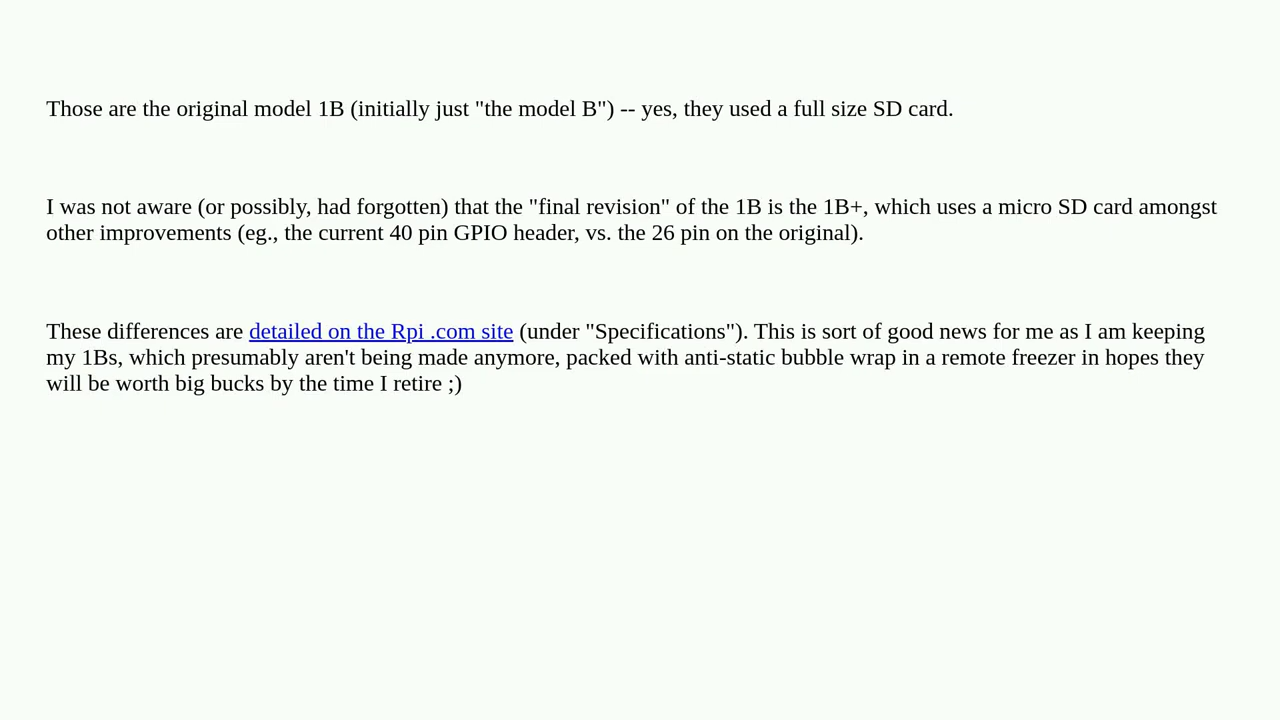 Those are the original model 1B (initially just "the model B") -- yes, they used a full size SD card.
I was not aware (or possibly, had forgotten) that the "final revision" of the 1B is the 1B+, which uses a micro SD card amongst
other improvements (eg., the current 40 pin GPIO header, vs. the 26 pin on the original).
These differences are detailed on the Rpi .com site (under "Specifications"). This is sort of good news for me as I am keeping
my 1Bs, which presumably aren't being made anymore, packed with anti-static bubble wrap in a remote freezer in hopes they
will be worth big bucks by the time I retire ;)